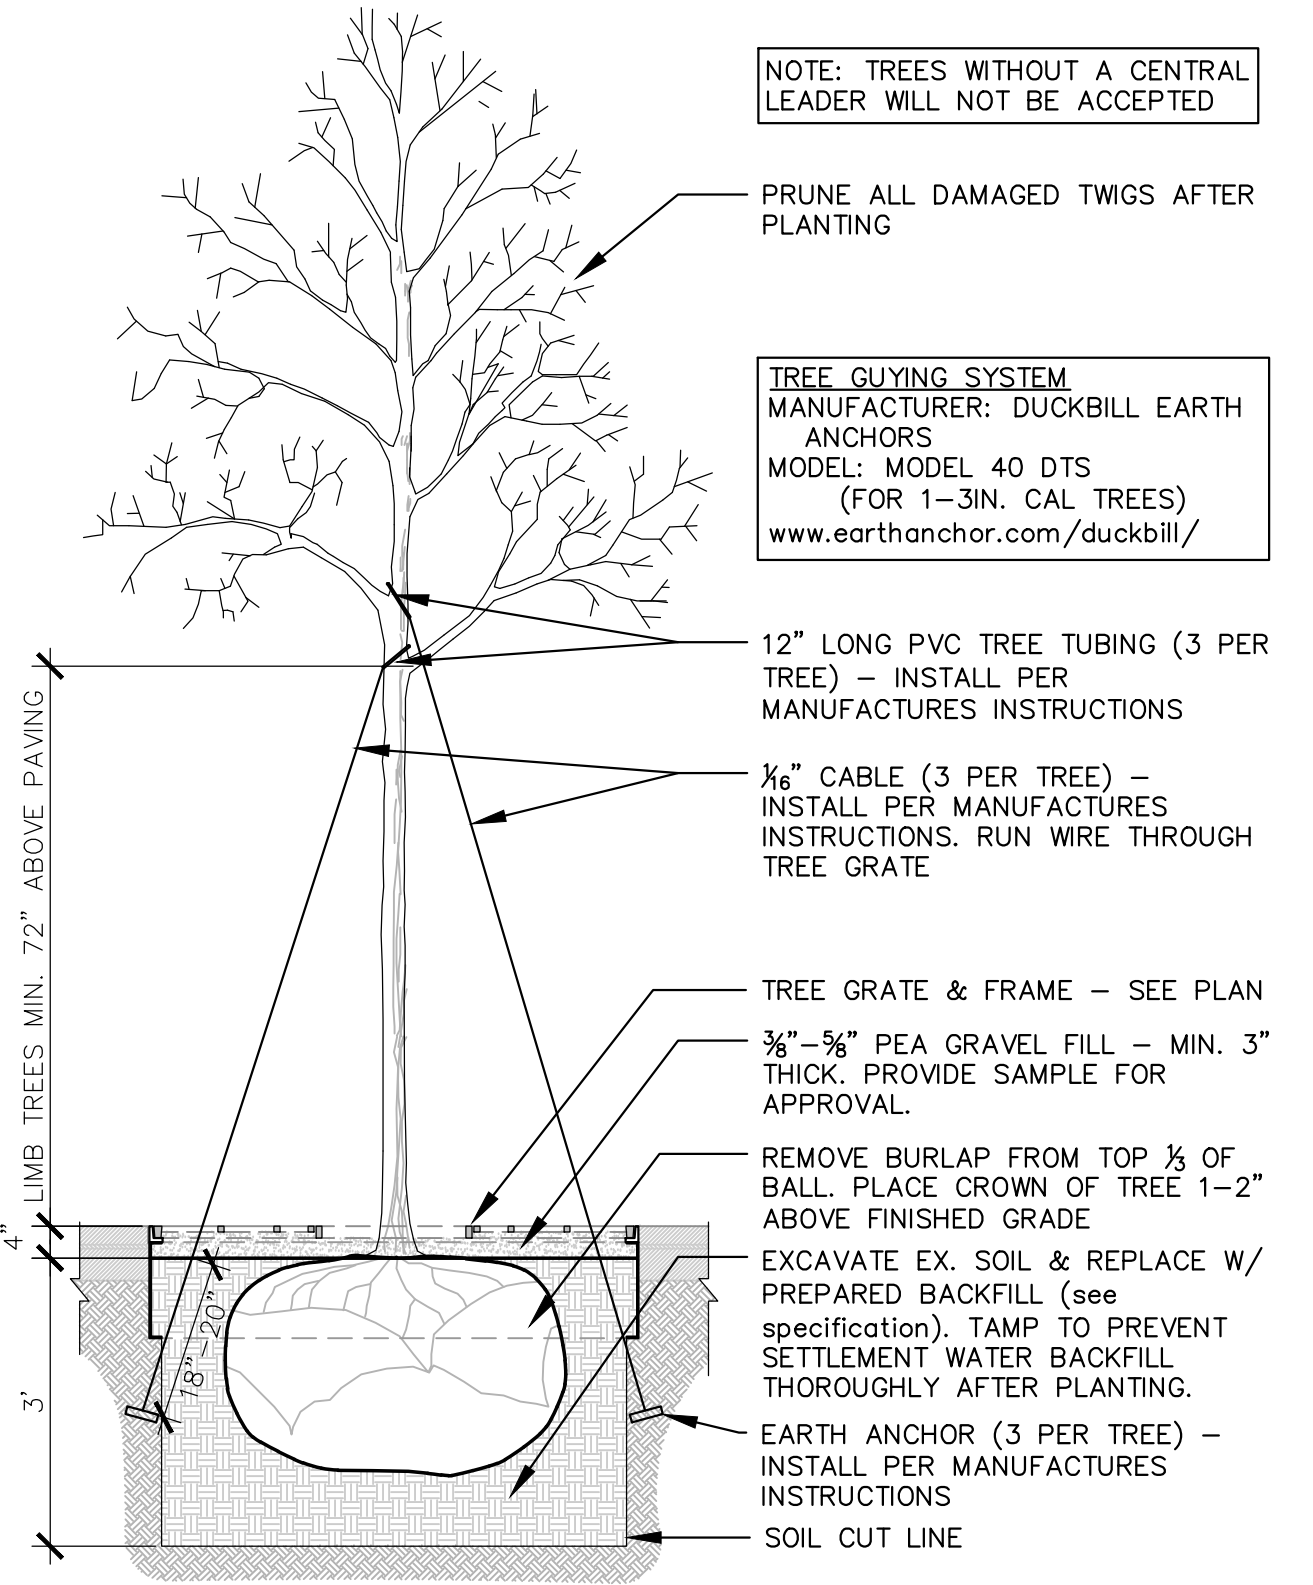 NOTE: TREES WITHOUT A CENTRAL
LEADER WILL NOT BE ACCEPTED
PRUNE ALL DAMAGED TWIGS AFTER
PLANTING
TREE GUYING SYSTEM
MANUFACTURER: DUCKBILL EARTH
ANCHORS
MODEL: MODEL 40 DTS
(FOR 1-3IN. CAL TREES)
www.earthanchor.com/duckbill/
12" LONG PVC TREE TUBING (3 PER
TREE) - INSTALL PER
MANUFACTURES INSTRUCTIONS
1/16" CABLE (3 PER TREE) -
INSTALL PER MANUFACTURES
INSTRUCTIONS. RUN WIRE THROUGH
TREE GRATE
TREE GRATE & FRAME - SEE PLAN
3/8"-5/8" PEA GRAVEL FILL - MIN. 3"
THICK. PROVIDE SAMPLE FOR
APPROVAL.
REMOVE BURLAP FROM TOP 1/3 OF
BALL. PLACE CROWN OF TREE 1-2"
ABOVE FINISHED GRADE
EXCAVATE EX. SOIL & REPLACE W/
PREPARED BACKFILL (see
specification). TAMP TO PREVENT
SETTLEMENT WATER BACKFILL
THOROUGHLY AFTER PLANTING.
EARTH ANCHOR (3 PER TREE) -
INSTALL PER MANUFACTURES
INSTRUCTIONS
SOIL CUT LINE
LIMB TREES MIN. 72" ABOVE PAVING
4"
18"-20"
3'